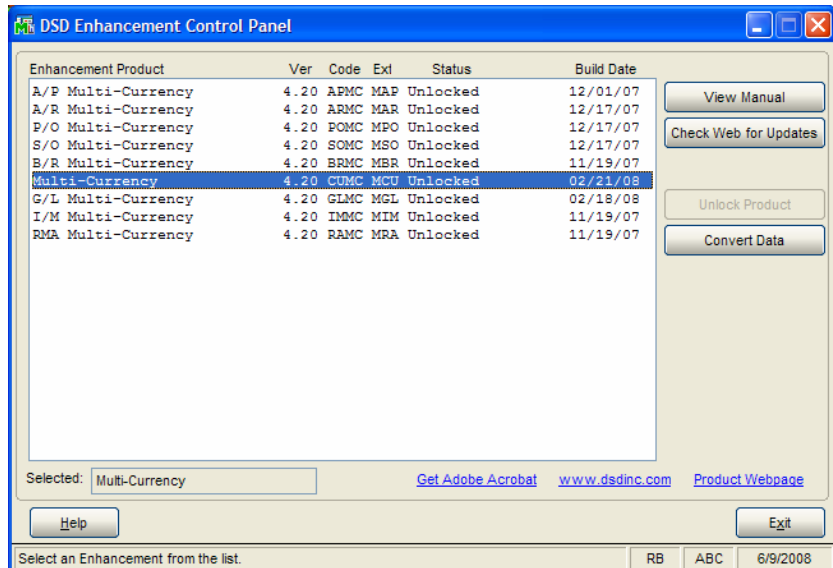 DSD Enhancement Control Panel
Enhancement Product Ver Code Ext Status Build Date
A/P Multi-Currency 4.20 APMC MAP Unlocked 12/01/07
A/R Multi-Currency 4.20 ARMC MAR Unlocked 12/17/07
P/O Multi-Currency 4.20 POMC MPO Unlocked 12/17/07
S/O Multi-Currency 4.20 SOMC MSO Unlocked 12/17/07
B/R Multi-Currency 4.20 BRMC MBR Unlocked 11/19/07
Multi-Currency 4.20 CUMC MCU Unlocked 02/21/08
G/L Multi-Currency 4.20 GLMC MGL Unlocked 02/18/08
I/M Multi-Currency 4.20 IMMC MIM Unlocked 11/19/07
RMA Multi-Currency 4.20 RAMC MRA Unlocked 11/19/07
View Manual
Check Web for Updates
Unlock Product
Convert Data
Selected: Multi-Currency Get Adobe Acrobat www.dsdinc.com Product Webpage
Help Exit
Select an Enhancement from the list. RB ABC 6/9/2008